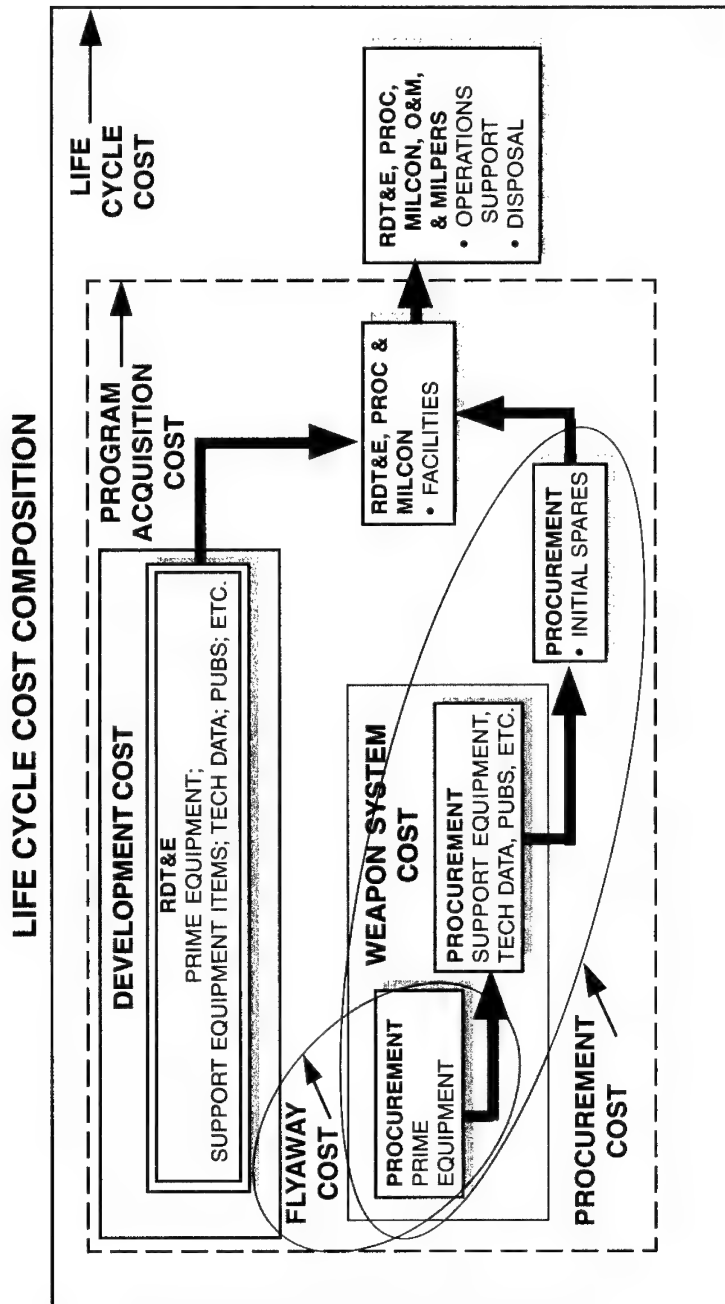 LIFE CYCLE COST COMPOSITION
DEVELOPMENT COST
RDT&E
PRIME EQUIPMENT;
SUPPORT EQUIPMENT ITEMS; TECH DATA; PUBS; ETC.
PROGRAM
ACQUISITION
COST
LIFE
CYCLE
COST
FLYAWAY
COST
WEAPON SYSTEM
COST
PROCUREMENT
PRIME
EQUIPMENT
PROCUREMENT
SUPPORT EQUIPMENT,
TECH DATA, PUBS, ETC.
PROCUREMENT
• INITIAL SPARES
RDT&E, PROC &
MILCON
• FACILITIES
RDT&E, PROC,
MILCON, O&M,
& MILPERS
• OPERATIONS
SUPPORT
• DISPOSAL
PROCUREMENT
COST